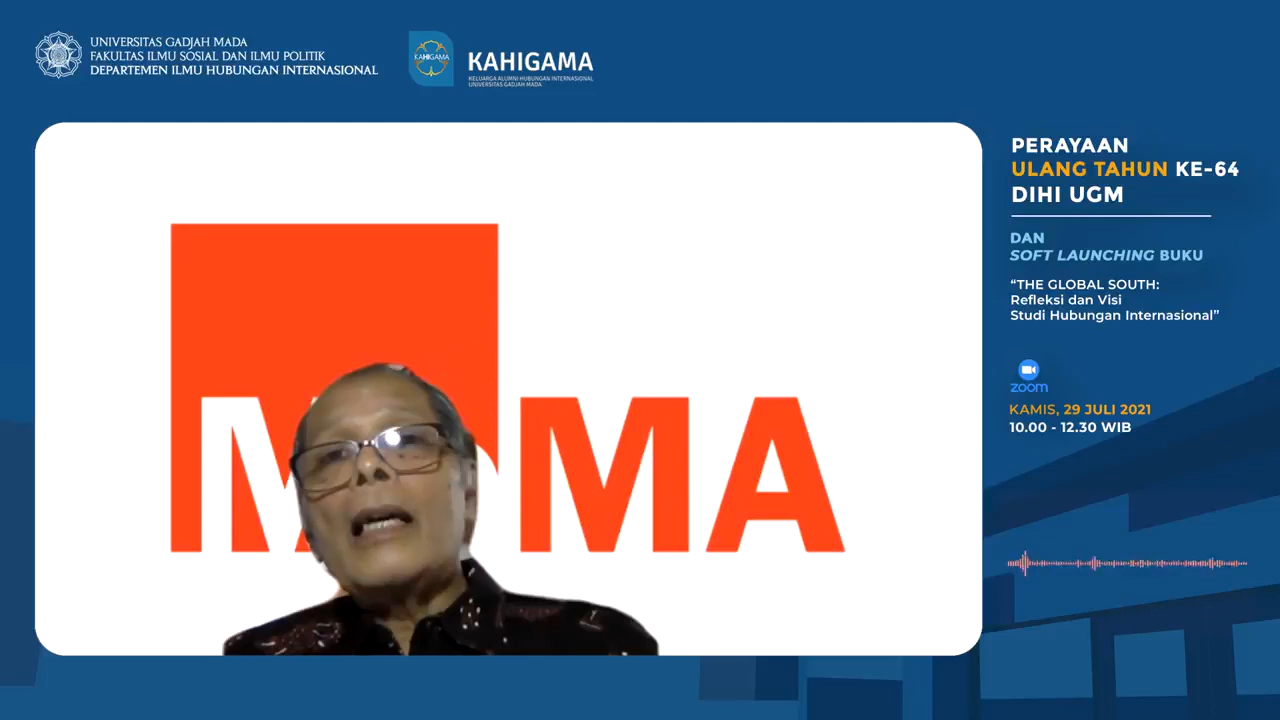 UNIVERSITAS GADJAH MADA
FAKULTAS ILMU SOSIAL DAN ILMU POLITIK
DEPARTEMEN ILMU HUBUNGAN INTERNASIONAL
KAHIGAMA
KAHIGAMA
KELUARGA ALUMNI HUBUNGAN INTERNASIONAL
UNIVERSITAS GADJAH MADA
PERAYAAN
ULANG TAHUN KE-64
DIHI UGM
DAN
SOFT LAUNCHING BUKU
“THE GLOBAL SOUTH:
Refleksi dan Visi
Studi Hubungan Internasional”
zoom
KAMIS, 29 JULI 2021
10.00 - 12.30 WIB